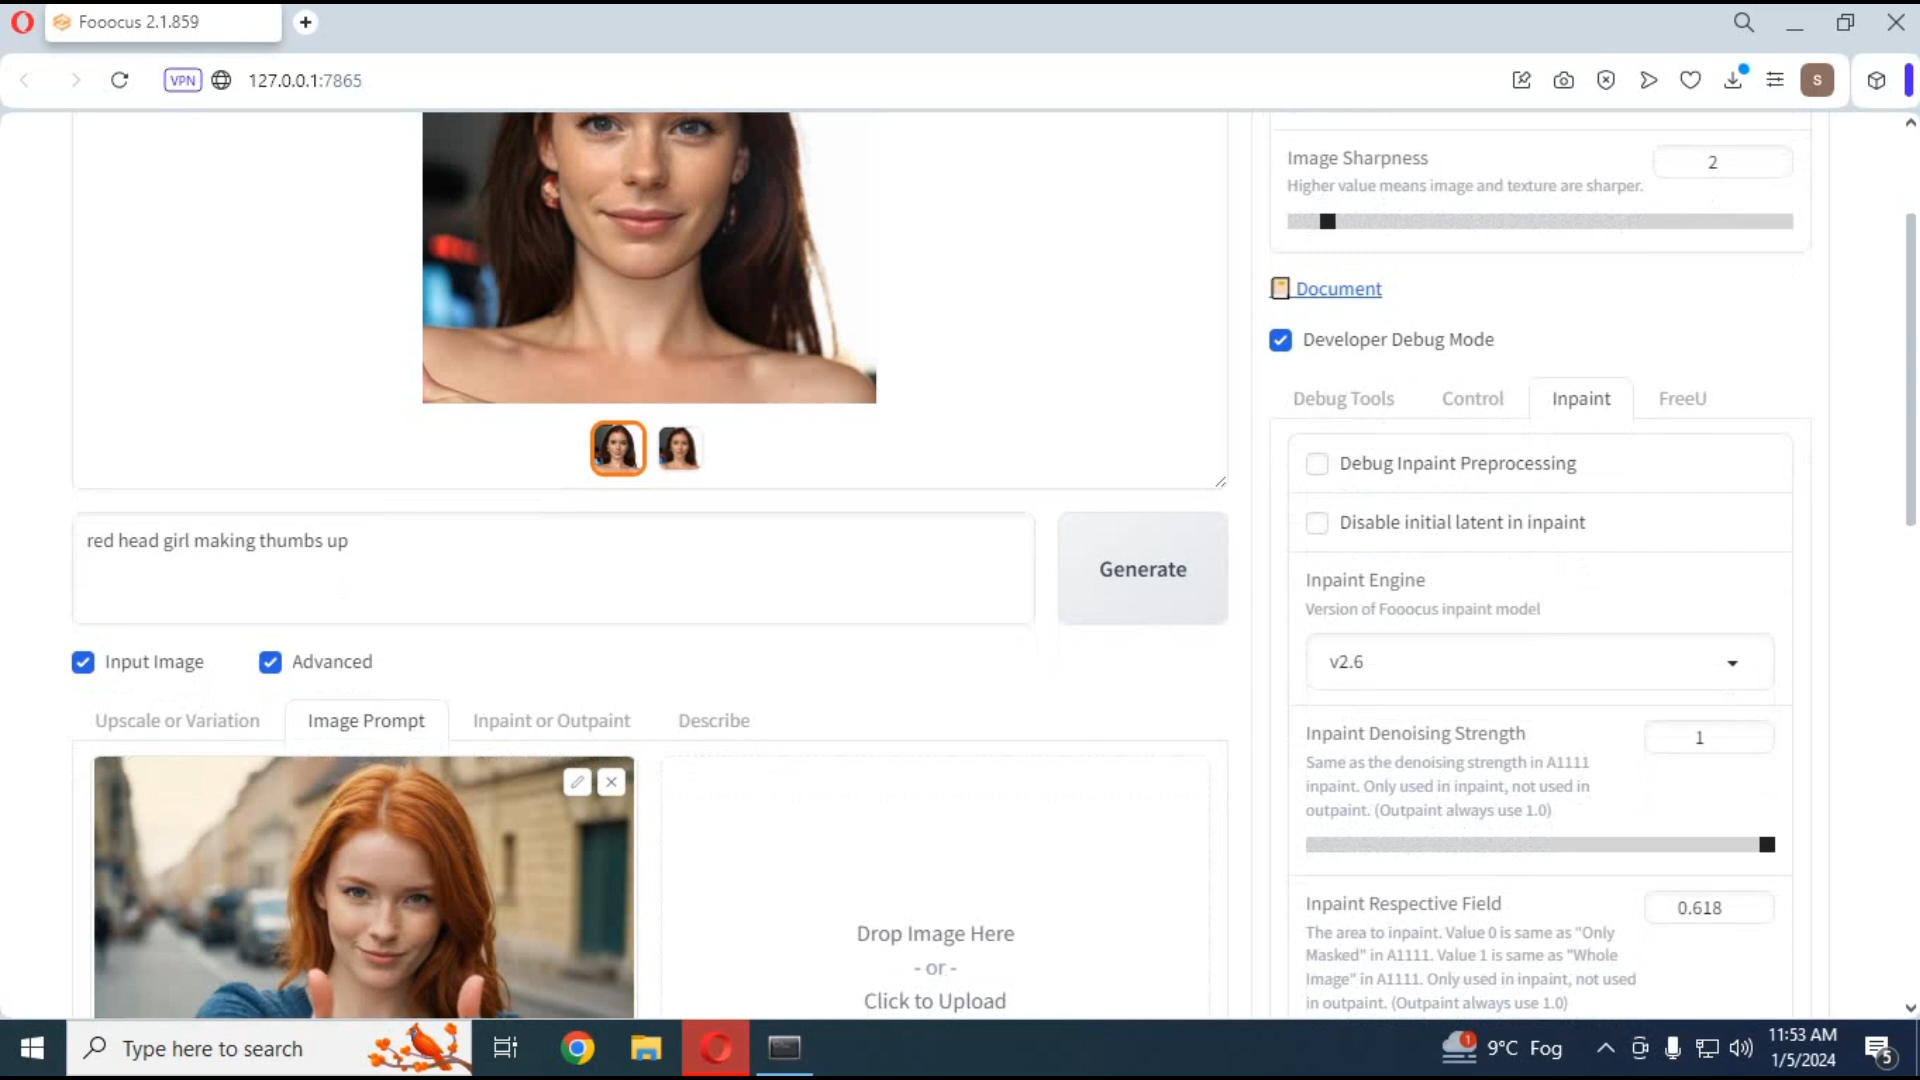 Fooocus 2.1.859
VPN
127.0.0.1:7865
S
Image Sharpness
2
Higher value means image and texture are sharper.
Document
Developer Debug Mode
Debug Tools
Control
Inpaint
FreeU
Debug Inpaint Preprocessing
Disable initial latent in inpaint
Inpaint Engine
Version of Fooocus inpaint model
v2.6
Inpaint Denoising Strength
1
Same as the denoising strength in A1111
inpaint. Only used in inpaint, not used in
outpaint. (Outpaint always use 1.0)
Inpaint Respective Field
0.618
The area to inpaint. Value 0 is same as "Only
Masked" in A1111. Value 1 is same as "Whole
Image" in A1111. Only used in inpaint, not used
in outpaint. (Outpaint always use 1.0)
red head girl making thumbs up
Generate
Input Image
Advanced
Upscale or Variation
Image Prompt
Inpaint or Outpaint
Describe
Drop Image Here
- or -
Click to Upload
Type here to search
1
9°C Fog
11:53 AM
1/5/2024
5